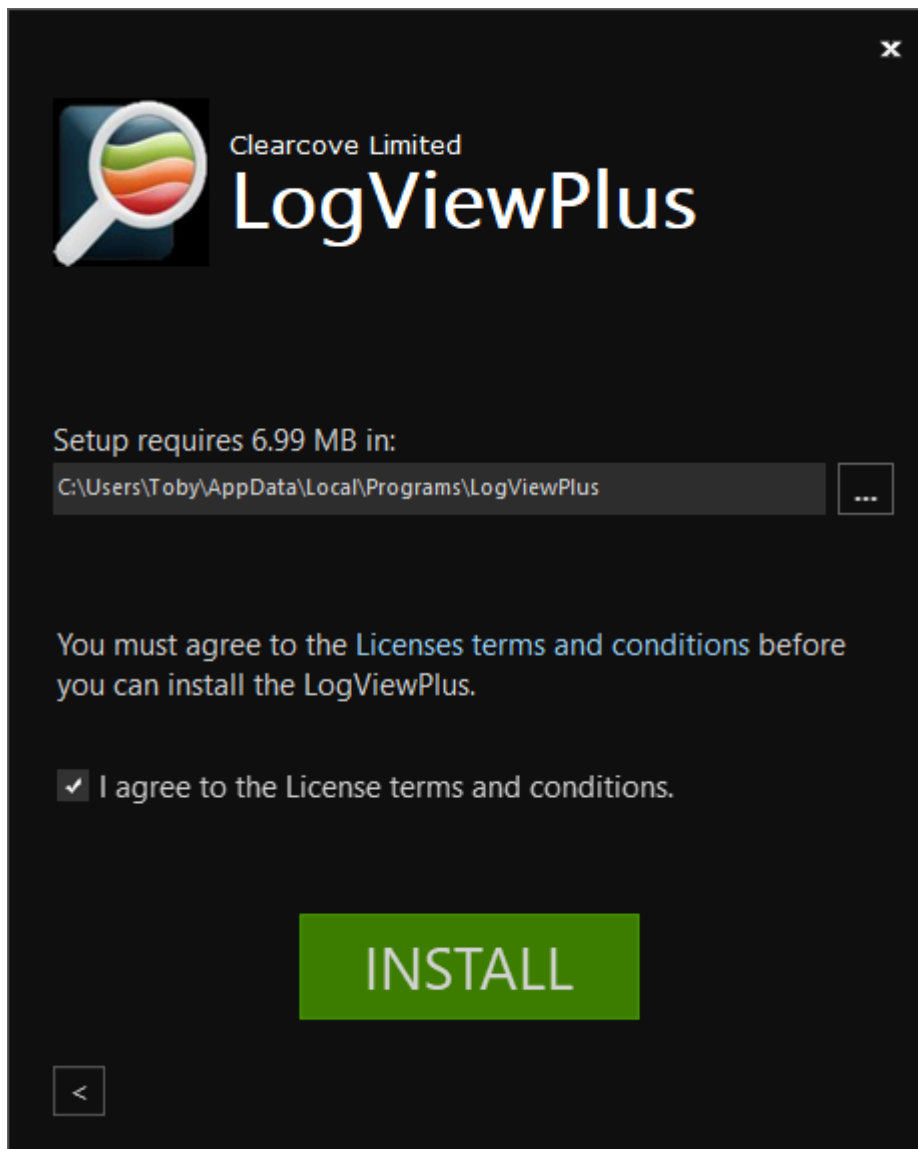 x
Clearcove Limited
LogViewPlus
Setup requires 6.99 MB in:
C:\Users\Toby\AppData\Local\Programs\LogViewPlus
...
You must agree to the Licenses terms and conditions before
you can install the LogViewPlus.
I agree to the License terms and conditions.
INSTALL
<